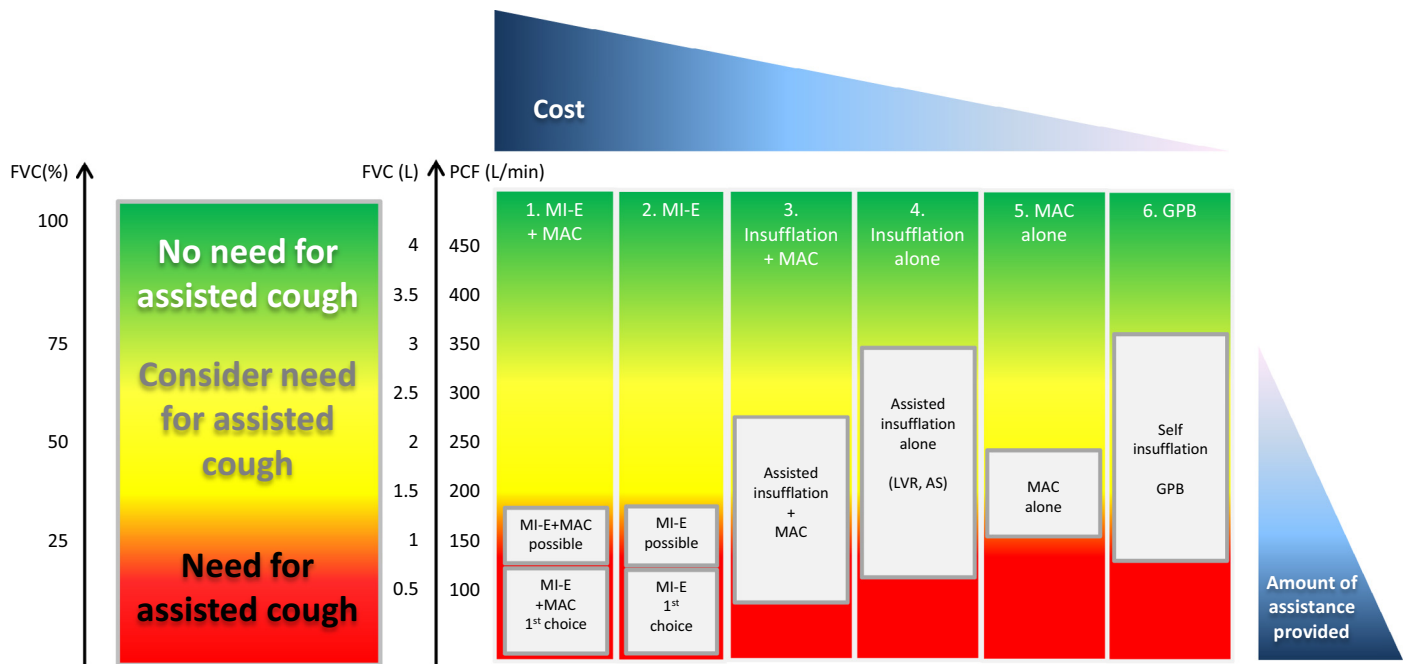 Cost
FVC(%)
100
75
50
25
No need for
assisted cough
Consider need
for assisted
cough
Need for
assisted cough
FVC (L)
4
3.5
3
2.5
2
1.5
1
0.5
PCF (L/min)
450
400
350
300
250
200
150
100
1. MI-E
+ MAC
MI-E+MAC
possible
MI-E
+MAC
1st choice
2. MI-E
MI-E
possible
MI-E
1st
choice
3.
Insufflation
+ MAC
Assisted
insufflation
+
MAC
4.
Insufflation
alone
Assisted
insufflation
alone
(LVR, AS)
5. MAC
alone
MAC
alone
6. GPB
Self
insufflation
GPB
Amount of
assistance
provided